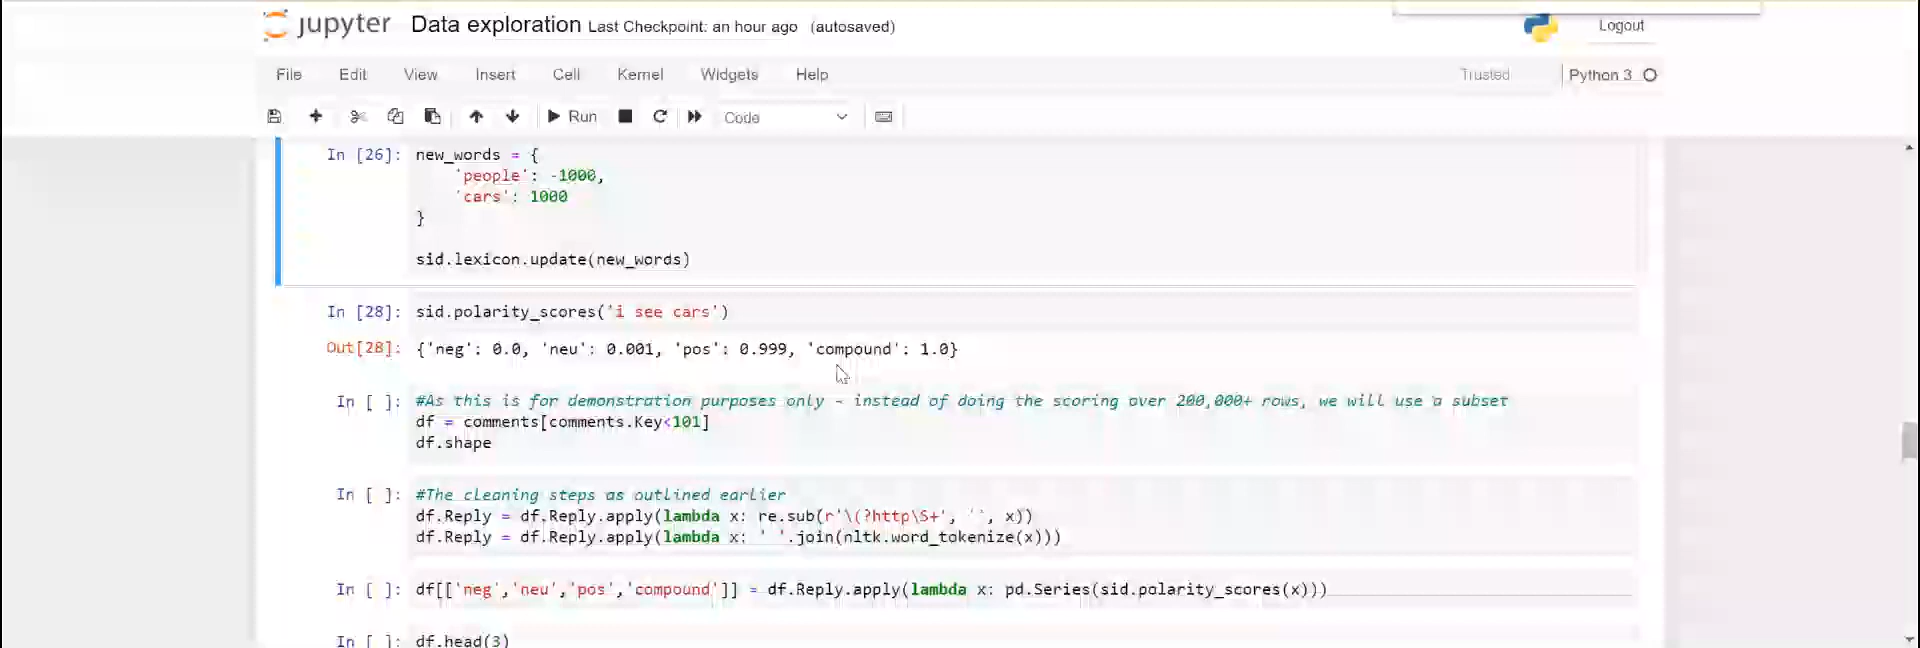 jupyter Data exploration Last Checkpoint: an hour ago (autosaved) Logout
File Edit View Insert Cell Kernel Widgets Help Trusted Python 3
Run Code
In [26]: new_words = {
'people': -1000,
'cars': 1000
}
sid.lexicon.update(new_words)
In [28]: sid.polarity_scores('i see cars')
Out[28]: {'neg': 0.0, 'neu': 0.001, 'pos': 0.999, 'compound': 1.0}
In [ ]: #As this is for demonstration purposes only - instead of doing the scoring over 200,000+ rows, we will use a subset
df = comments[comments.Key<101]
df.shape
In [ ]: #The cleaning steps as outlined earlier
df.Reply = df.Reply.apply(lambda x: re.sub(r'\(?http\S+', '', x))
df.Reply = df.Reply.apply(lambda x: ' '.join(nltk.word_tokenize(x)))
In [ ]: df[['neg','neu','pos','compound']] = df.Reply.apply(lambda x: pd.Series(sid.polarity_scores(x)))
In [ ]: df.head(3)